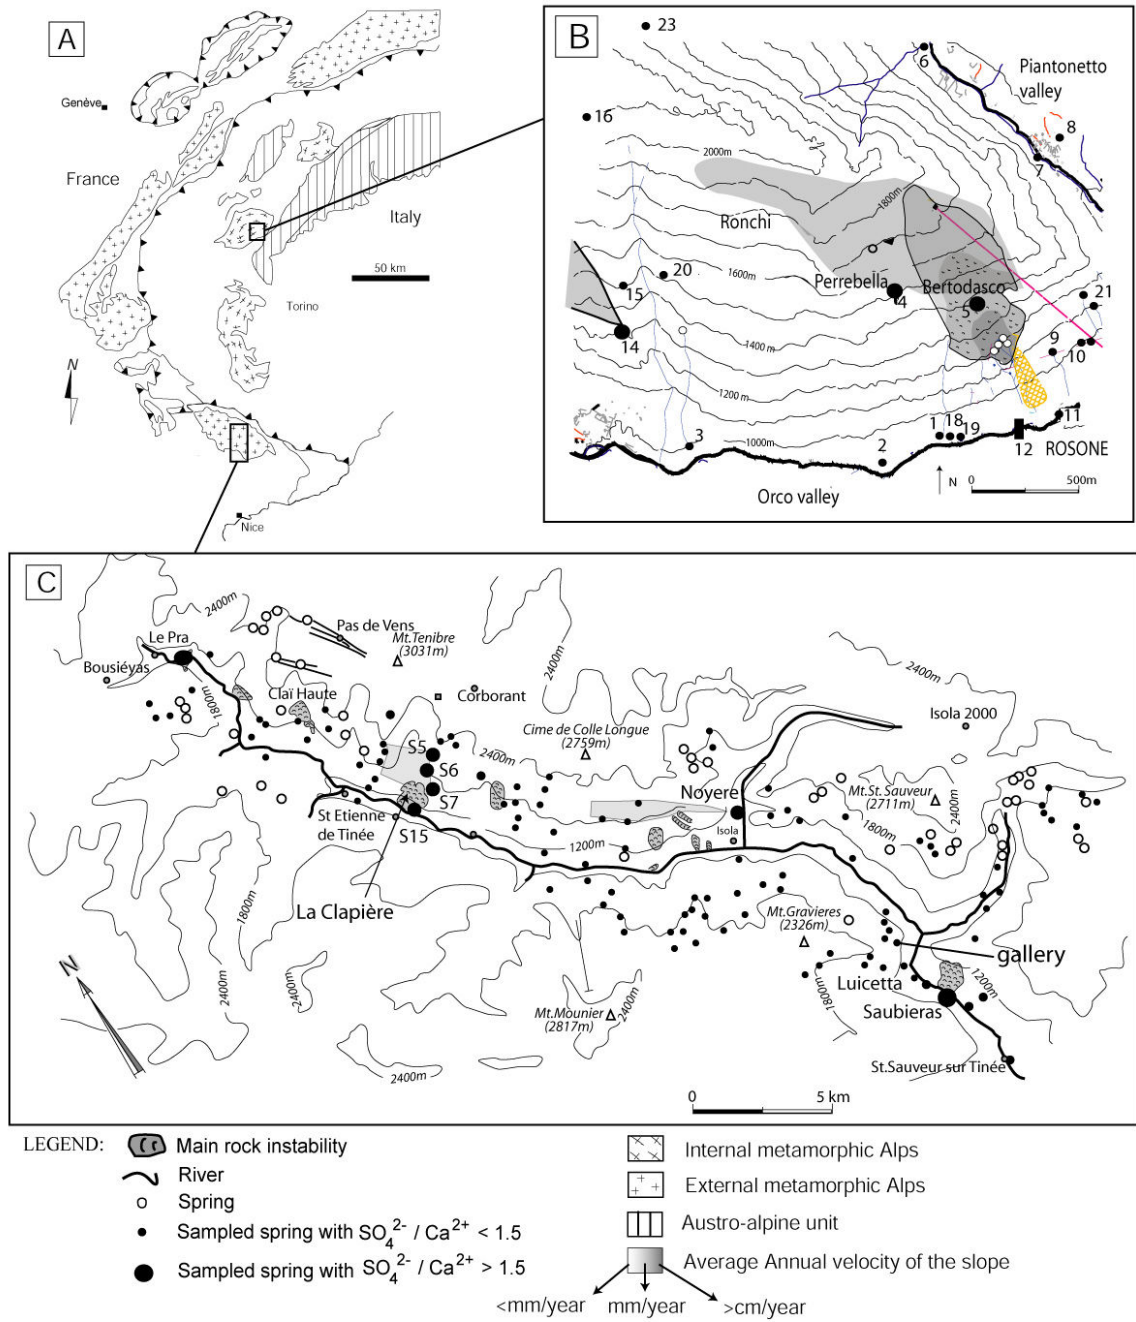 A
Genève
France
Italy
50 km
Torino
N
Nice
B
23
16
6
Piantonetto
valley
8
7
2000m
1800m
Ronchi
1600m
20
15
Perrebella
4
Bertodasco
5
21
14
1400 m
9
10
1200 m
1000m
3
2
1
18
19
12
11
ROSONE
Orco valley
N
0
500m
C
2400m
Pas de Vens
Mt.Tenibre
(3031m)
Le Pra
Bousiéyas
1800m
Claï Haute
Corborant
2400m
2400m
Isola 2000
Cime de Colle Longue
(2759m)
S5
2400m
S6
S7
S15
Noyere
Isola
Mt.St.Sauveur
(2711m)
2400m
1800m
St Etienne
de Tinée
1200m
La Clapière
1800m
Mt.Gravieres
(2326m)
gallery
N
2400m
2400m
Luicetta
1200m
1800m
Saubieras
Mt.Mounier
(2817m)
2400m
2400m
St.Sauveur sur Tinée
0
5 km
LEGEND:
Main rock instability
River
Spring
Sampled spring with SO₄²⁻ / Ca²⁺ < 1.5
Sampled spring with SO₄²⁻ / Ca²⁺ > 1.5
Internal metamorphic Alps
External metamorphic Alps
Austro-alpine unit
Average Annual velocity of the slope
<mm/year
mm/year
>cm/year